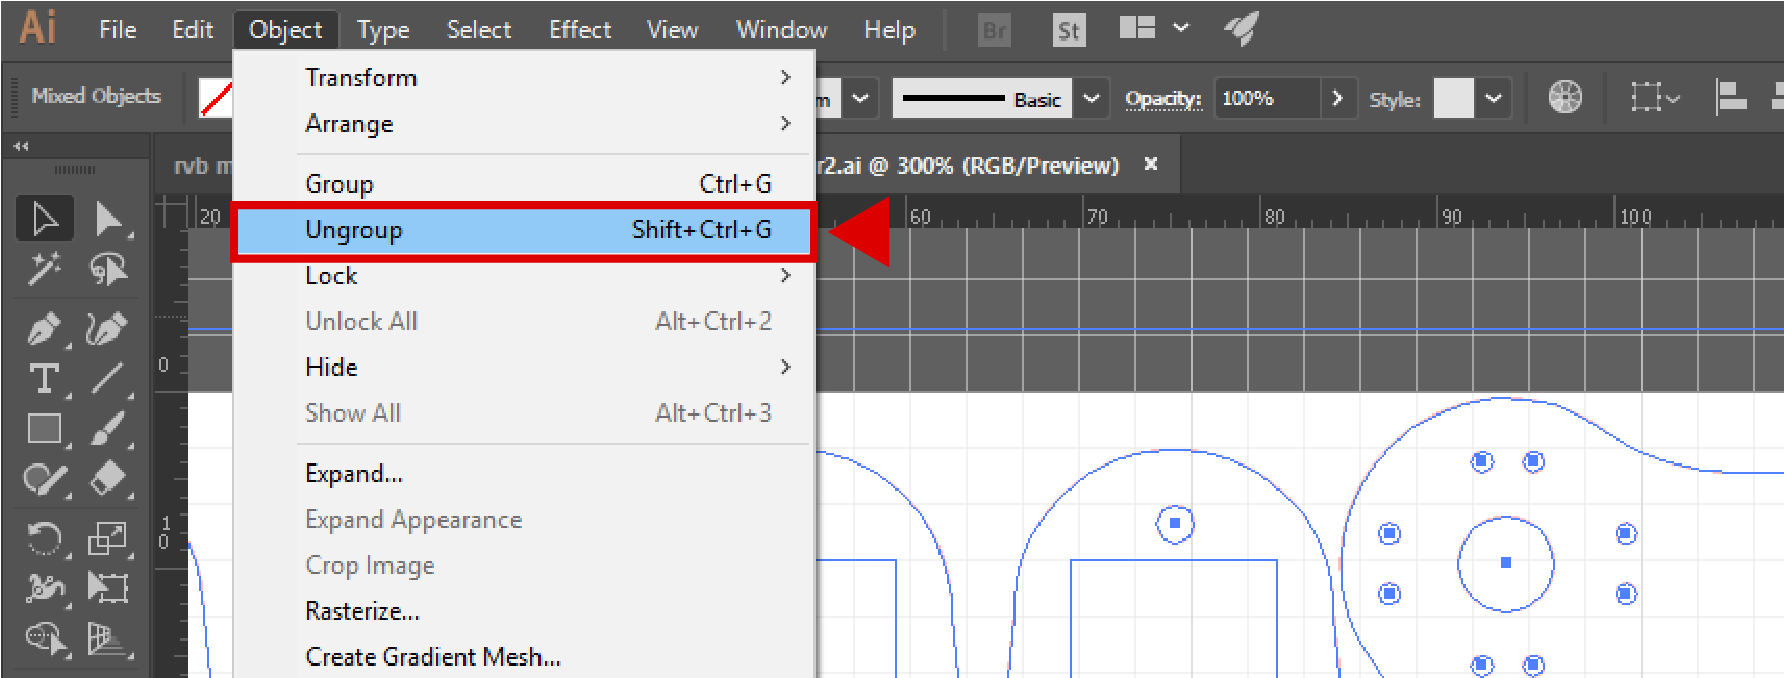 Ai File Edit Object Type Select Effect View Window Help Br St
Mixed Objects Basic Opacity: 100% Style:
rvb r2.ai @ 300% (RGB/Preview) ×
20 60 70 80 90 100
0
10
Transform
Arrange
Group Ctrl+G
Ungroup Shift+Ctrl+G
Lock
Unlock All Alt+Ctrl+2
Hide
Show All Alt+Ctrl+3
Expand...
Expand Appearance
Crop Image
Rasterize...
Create Gradient Mesh...